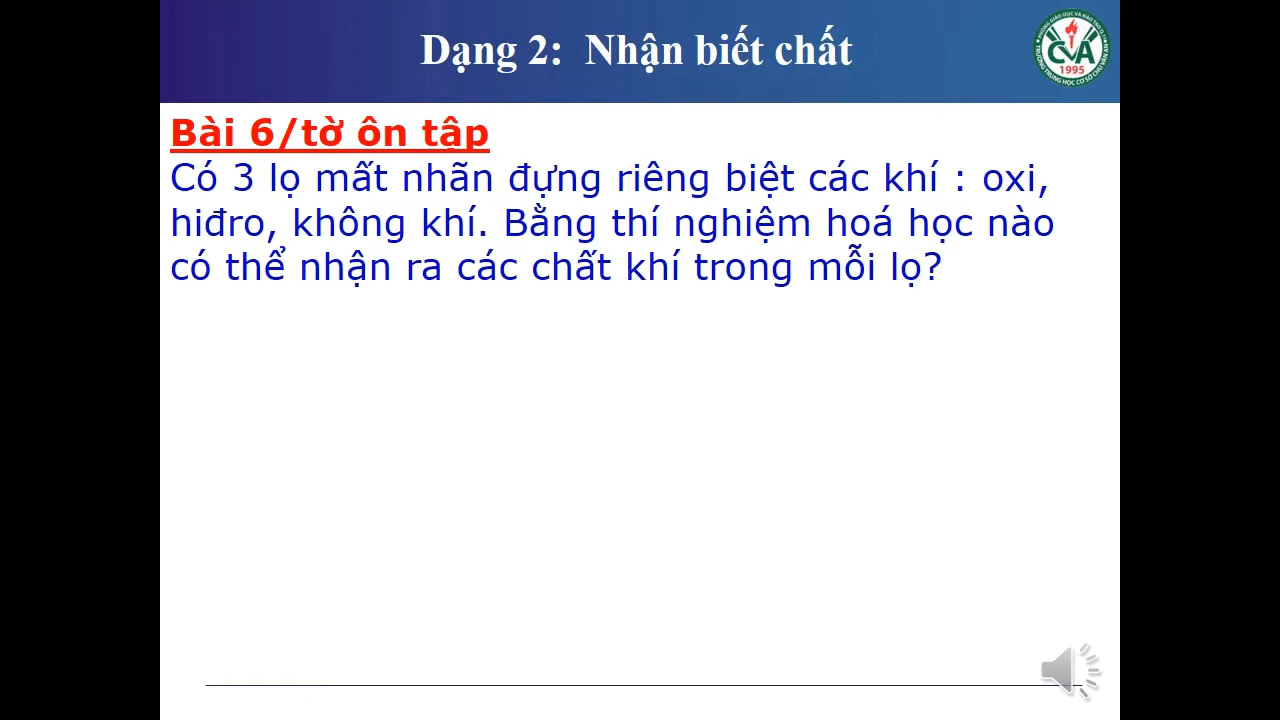 Dạng 2: Nhận biết chất
CVA
1995
Bài 6/tờ ôn tập
Có 3 lọ mất nhãn đựng riêng biệt các khí : oxi,
hiđro, không khí. Bằng thí nghiệm hoá học nào
có thể nhận ra các chất khí trong mỗi lọ?